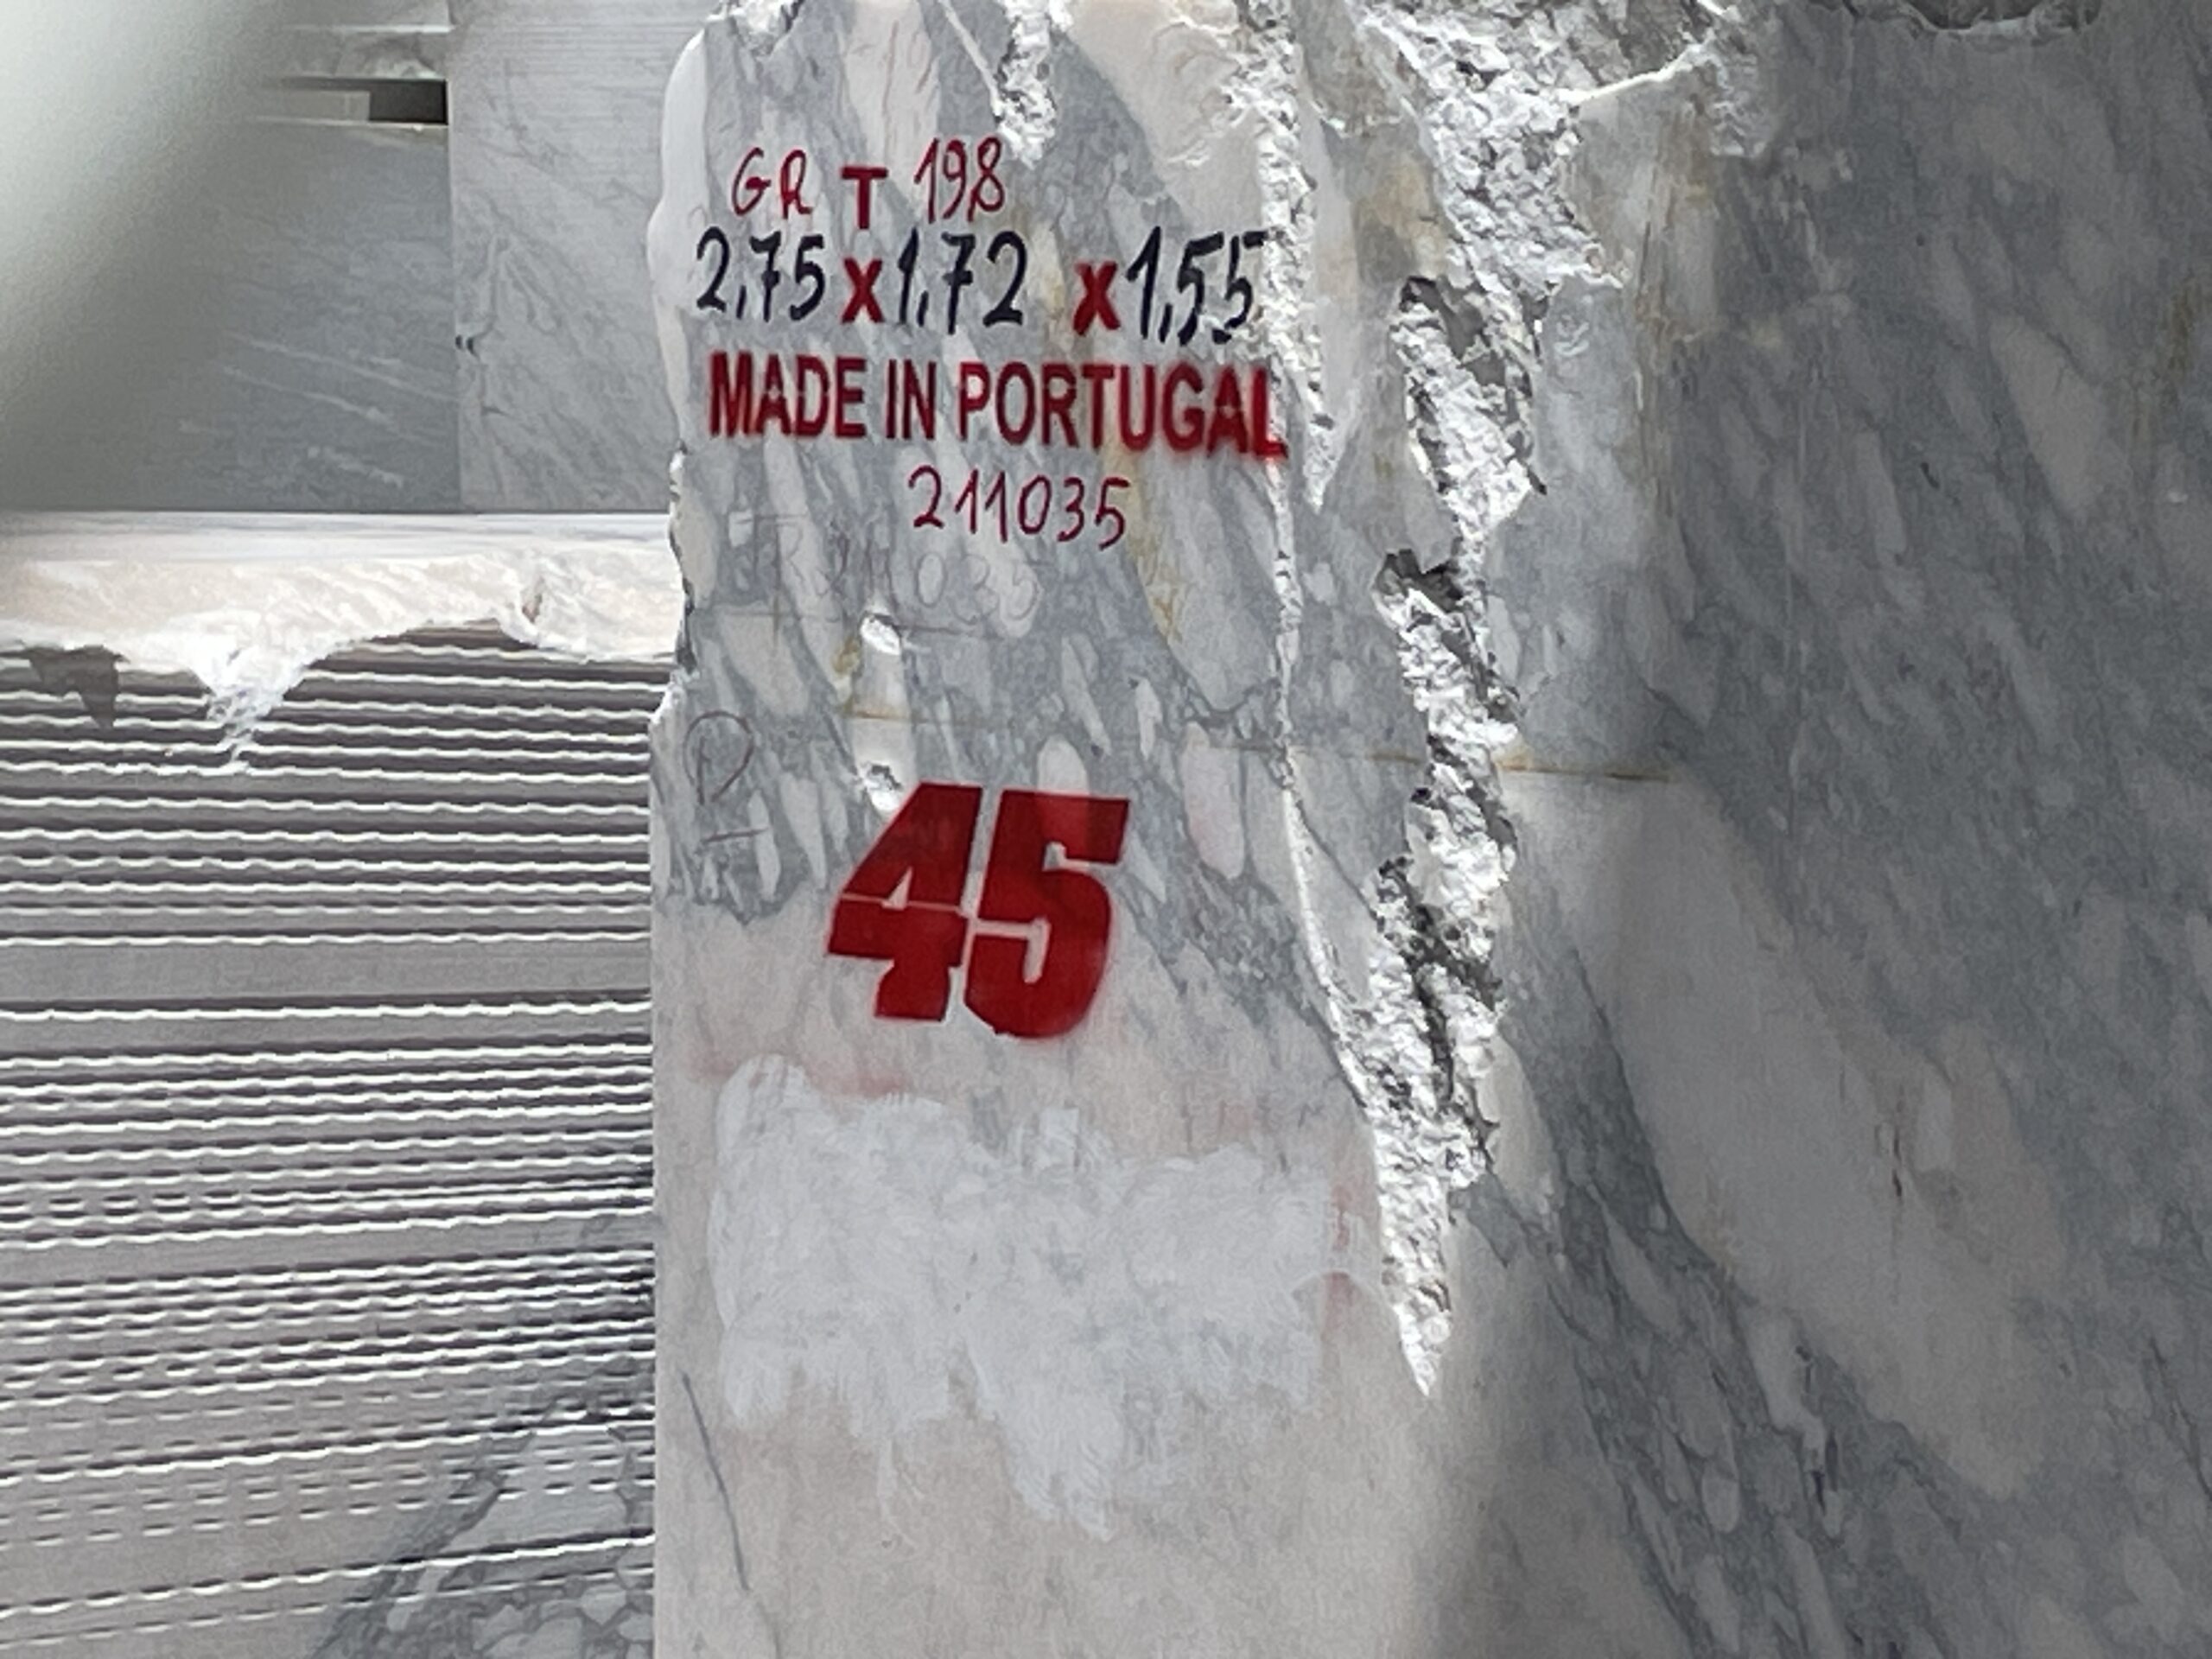 GR T 198
2,75 x 1,72 x 1,55
MADE IN PORTUGAL
211035
45